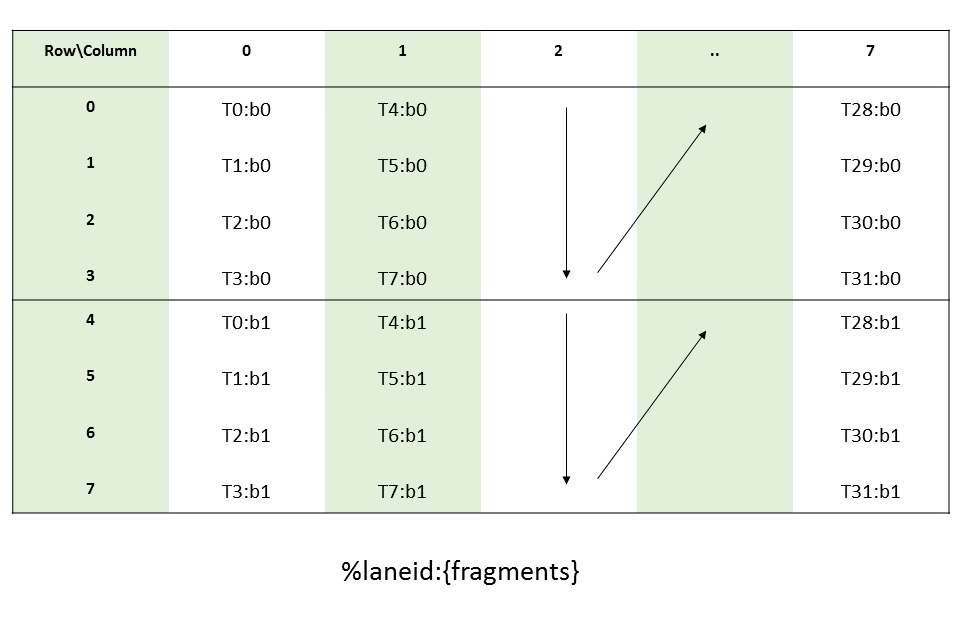 Row\Column 0 1 2 .. 7
0 T0:b0 T4:b0 T28:b0
1 T1:b0 T5:b0 T29:b0
2 T2:b0 T6:b0 T30:b0
3 T3:b0 T7:b0 T31:b0
4 T0:b1 T4:b1 T28:b1
5 T1:b1 T5:b1 T29:b1
6 T2:b1 T6:b1 T30:b1
7 T3:b1 T7:b1 T31:b1
%laneid:{fragments}